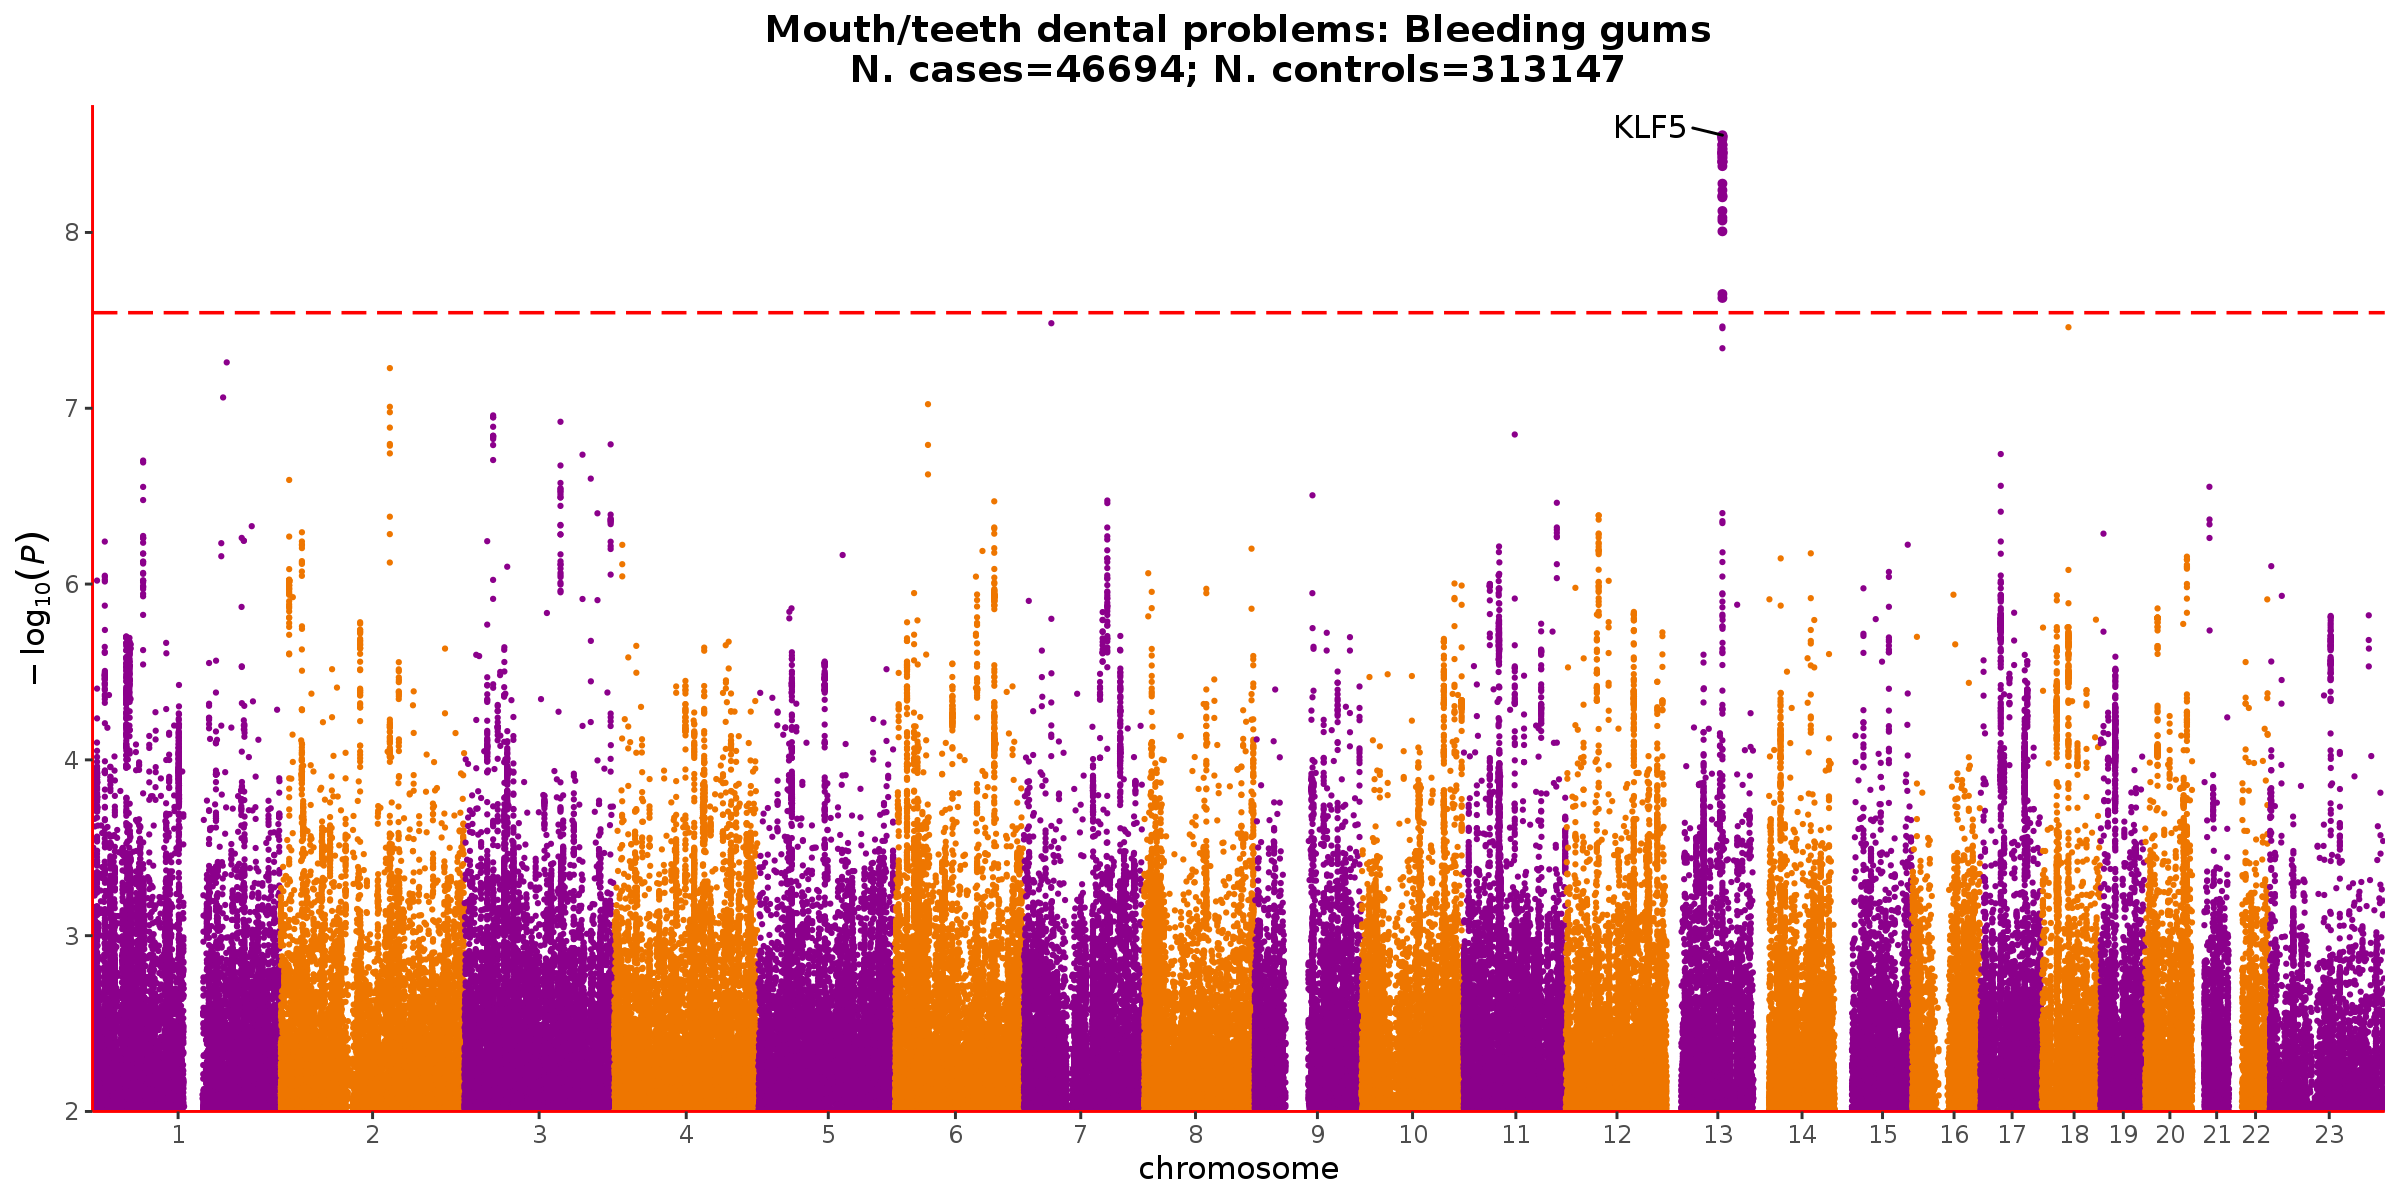 Mouth/teeth dental problems: Bleeding gums
N. cases=46694; N. controls=313147
KLF5
8
7
6
4
3
2
− log₁₀(P)
1 2 3 4 5 6 7 8 9 10 11 12 13 14 15 16 17 18 19 20 21 22 23
chromosome